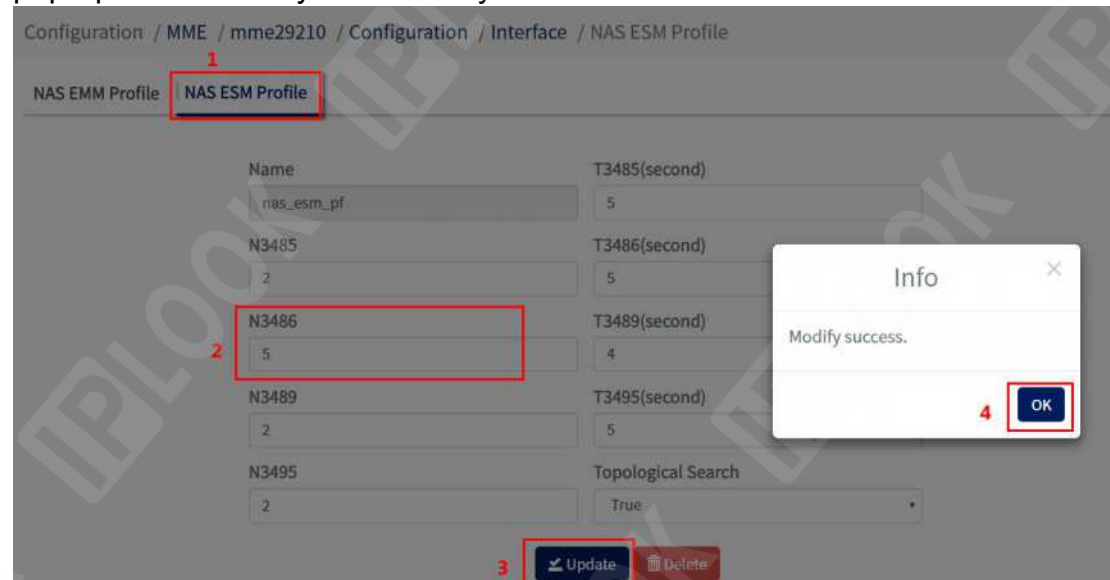 Configuration / MME / mme29210 / Configuration / Interface / NAS ESM Profile
1
NAS EMM Profile NAS ESM Profile
Name T3485(second)
nas_esm_pf 5
N3485 T3486(second)
2 5
Info ×
N3486 T3489(second)
Modify success.
2 5 4
OK
4
N3489 T3495(second)
2 5
N3495 Topological Search
2 True
3 Update Delete
IPLOOK